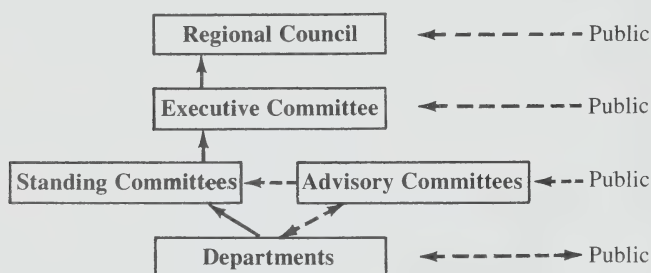 Regional Council Public
Executive Committee Public
Standing Committees Advisory Committees Public
Departments Public